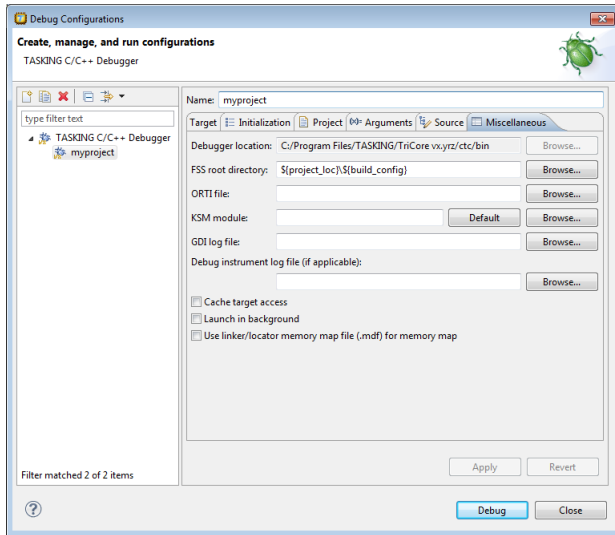 Debug Configurations
Create, manage, and run configurations
TASKING C/C++ Debugger
type filter text
TASKING C/C++ Debugger
myproject
Filter matched 2 of 2 items
Name: myproject
Target Initialization Project (x)= Arguments Source Miscellaneous
Debugger location: C:/Program Files/TASKING/TriCore vx.yrz/ctc/bin Browse...
FSS root directory: ${project_loc}\${build_config} Browse...
ORTI file: Browse...
KSM module: Default Browse...
GDI log file: Browse...
Debug instrument log file (if applicable):
Browse...
Cache target access
Launch in background
Use linker/locator memory map file (.mdf) for memory map
Apply Revert
? Debug Close